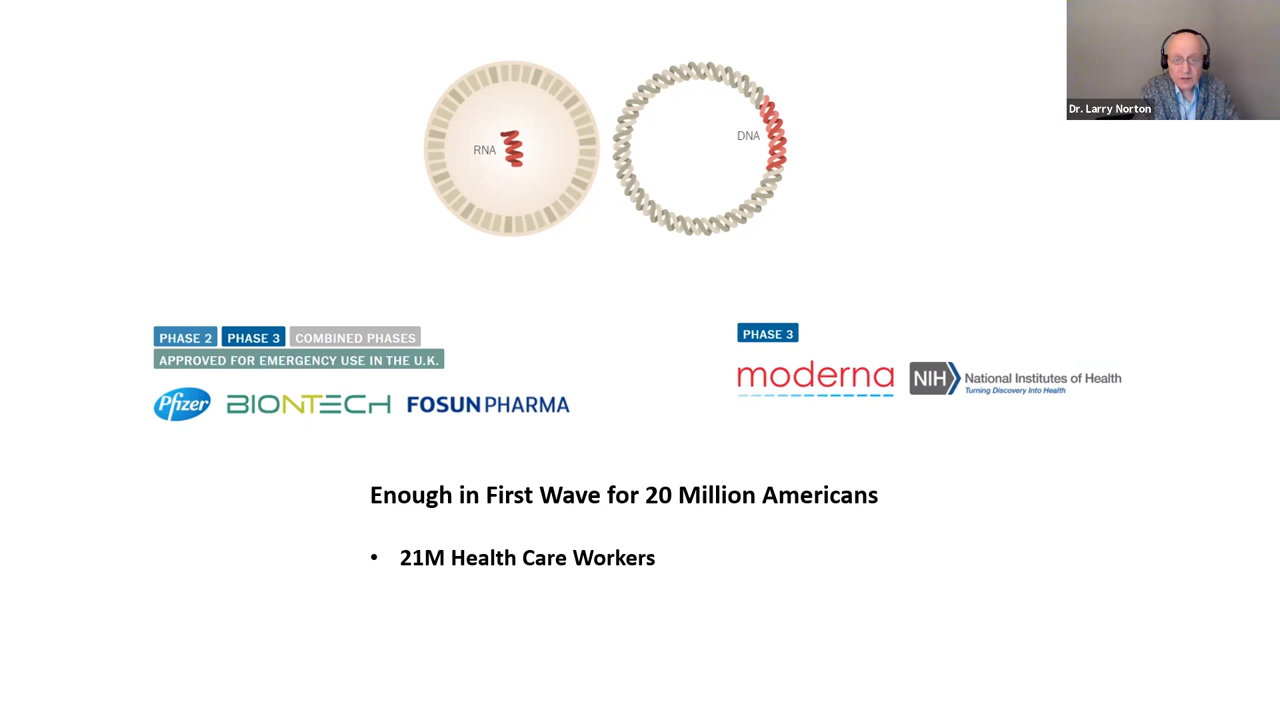 RNA
DNA
Dr. Larry Norton
PHASE 2 PHASE 3 COMBINED PHASES
APPROVED FOR EMERGENCY USE IN THE U.K.
Pfizer BIONTECH FOSUN PHARMA
PHASE 3
moderna NIH National Institutes of Health
Turning Discovery Into Health
Enough in First Wave for 20 Million Americans
• 21M Health Care Workers